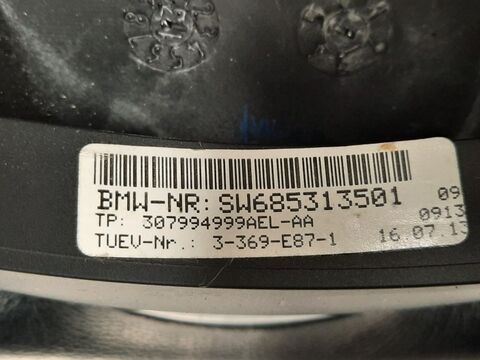 BMW-NR: SW685313501 09
TP: 307994999AEL-AA 0913
TUEV-Nr.: 3-369-E87-1 16.07.13